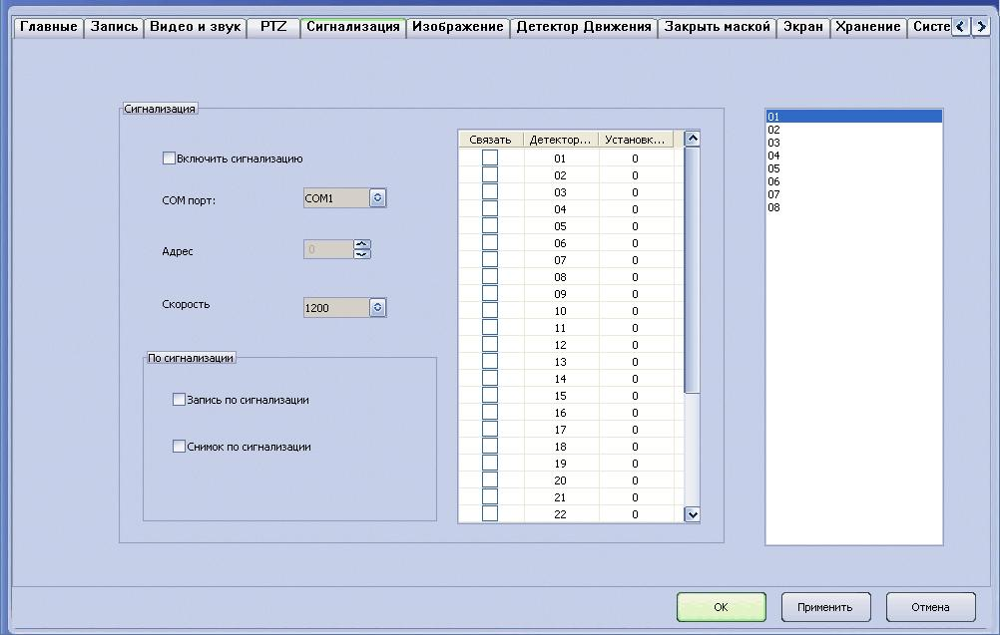 Главные Запись Видео и звук PTZ Сигнализация Изображение Детектор Движения Закрыть маской Экран Хранение Систе
Сигнализация
Включить сигнализацию
COM порт: COM1
Адрес 0
Скорость 1200
По сигнализации
Запись по сигнализации
Снимок по сигнализации
Связать Детектор... Установк...
01 0
02 0
03 0
04 0
05 0
06 0
07 0
08 0
09 0
10 0
11 0
12 0
13 0
14 0
15 0
16 0
17 0
18 0
19 0
20 0
21 0
22 0
01
02
03
04
05
06
07
08
OK Применить Отмена